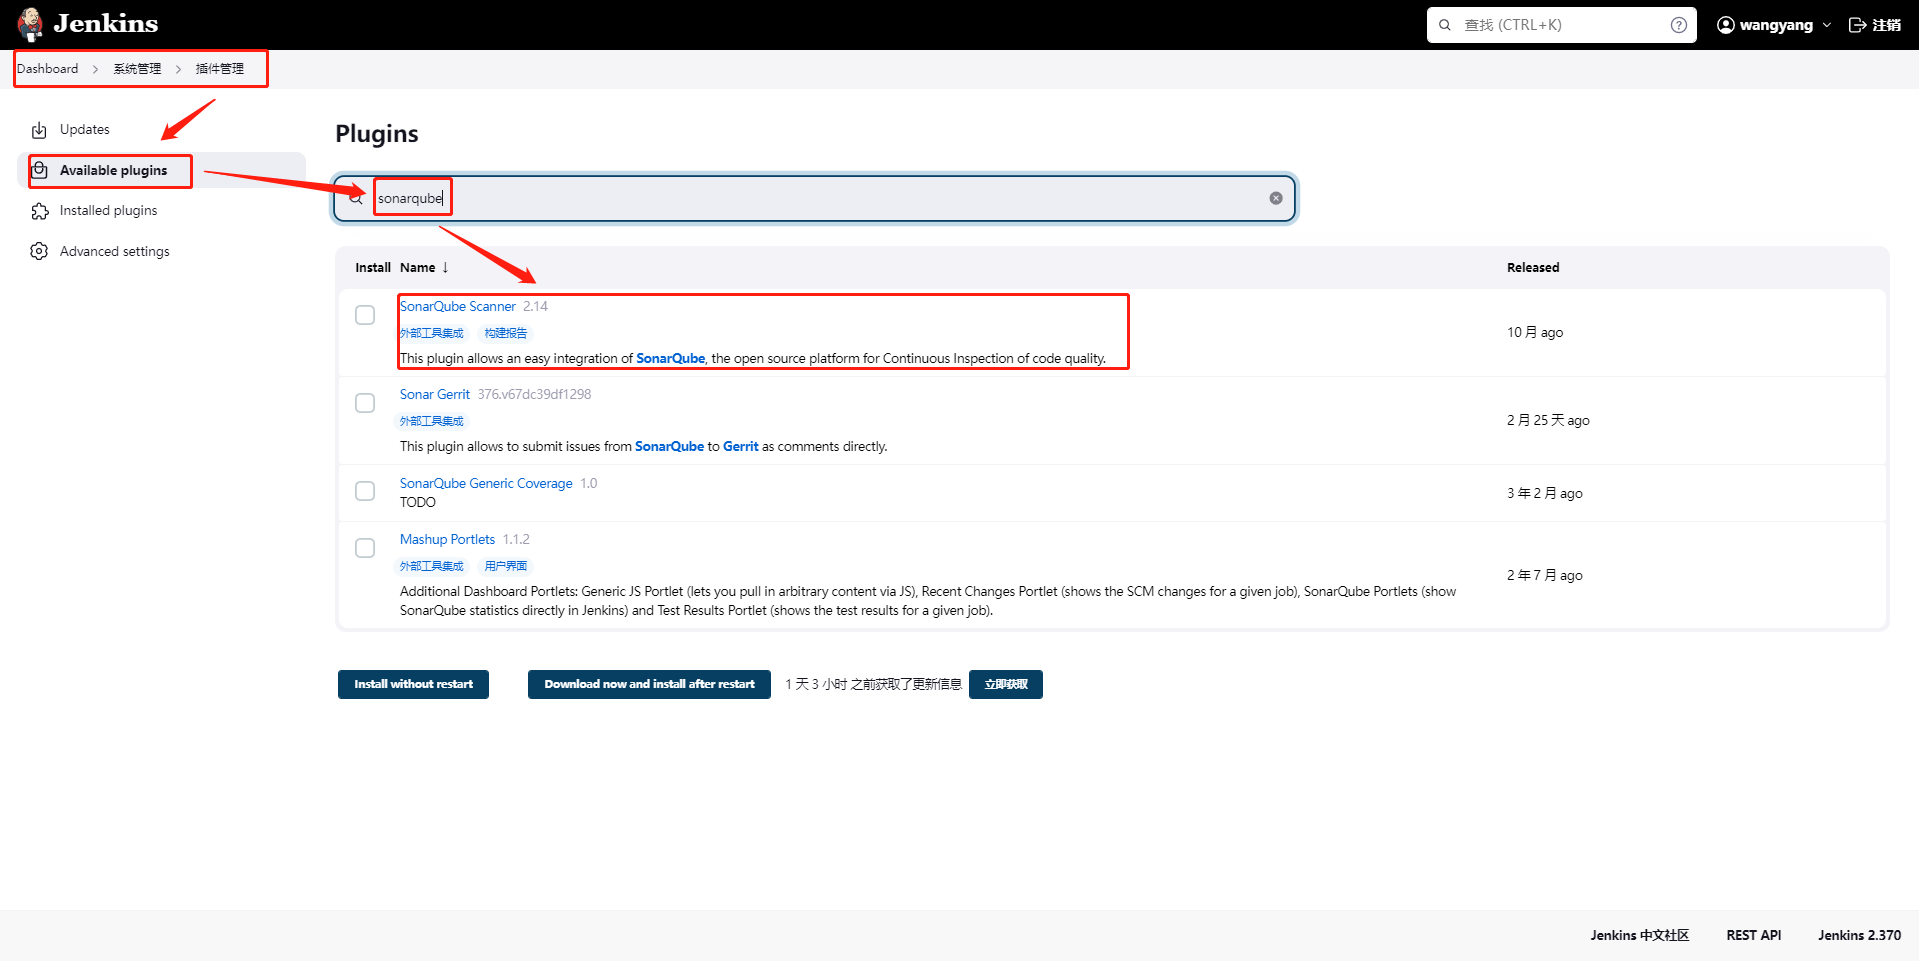 Jenkins
查找 (CTRL+K)
wangyang
注销
Dashboard
系统管理
插件管理
Updates
Available plugins
Installed plugins
Advanced settings
Plugins
sonarqube
Install Name ↓ Released
SonarQube Scanner 2.14
外部工具集成 构建报告
This plugin allows an easy integration of SonarQube, the open source platform for Continuous Inspection of code quality.
10 月 ago
Sonar Gerrit 376.v67dc39df1298
外部工具集成
This plugin allows to submit issues from SonarQube to Gerrit as comments directly.
2 月 25 天 ago
SonarQube Generic Coverage 1.0
TODO
3 年 2 月 ago
Mashup Portlets 1.1.2
外部工具集成 用户界面
Additional Dashboard Portlets: Generic JS Portlet (lets you pull in arbitrary content via JS), Recent Changes Portlet (shows the SCM changes for a given job), SonarQube Portlets (show
SonarQube statistics directly in Jenkins) and Test Results Portlet (shows the test results for a given job).
2 年 7 月 ago
Install without restart
Download now and install after restart
1 天 3 小时 之前获取了更新信息
立即获取
Jenkins 中文社区
REST API
Jenkins 2.370